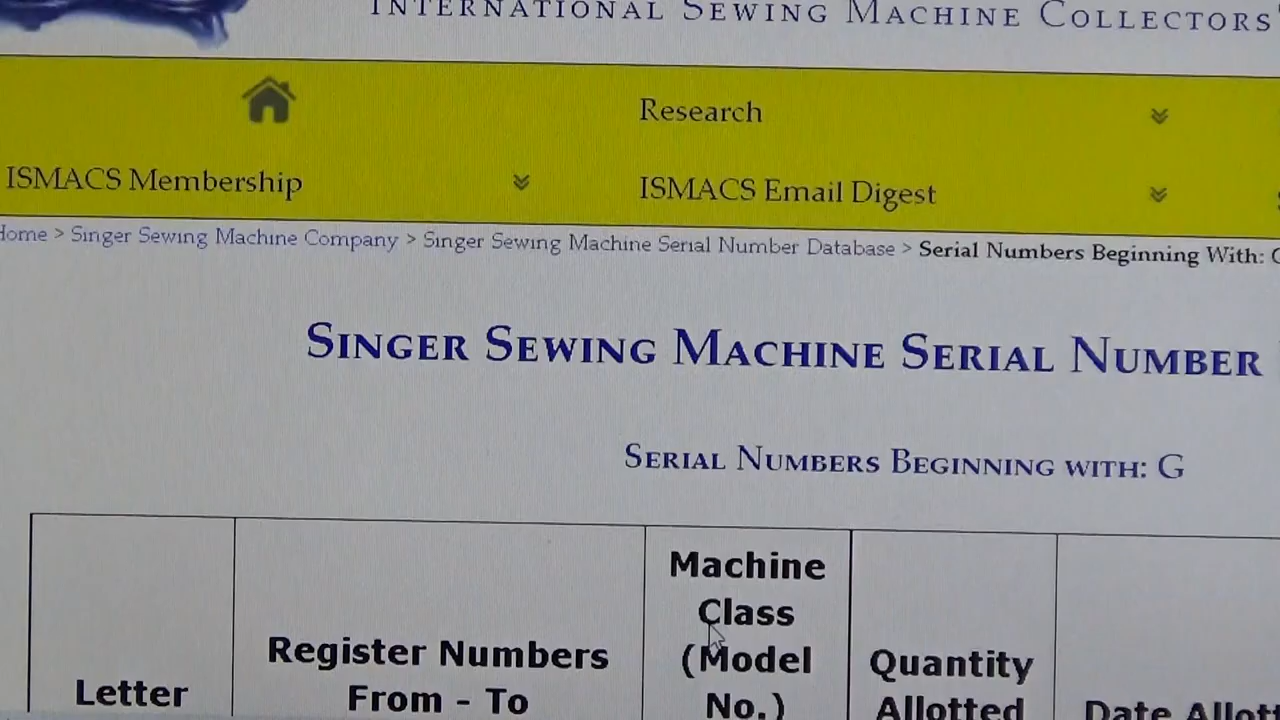 INTERNATIONAL SEWING MACHINE COLLECTORS'
Research
ISMACS Membership
ISMACS Email Digest
Home > Singer Sewing Machine Company > Singer Sewing Machine Serial Number Database > Serial Numbers Beginning With: G
SINGER SEWING MACHINE SERIAL NUMBER
SERIAL NUMBERS BEGINNING WITH: G
Letter
Register Numbers
From - To
Machine
Class
(Model
No.)
Quantity
Allotted
Date